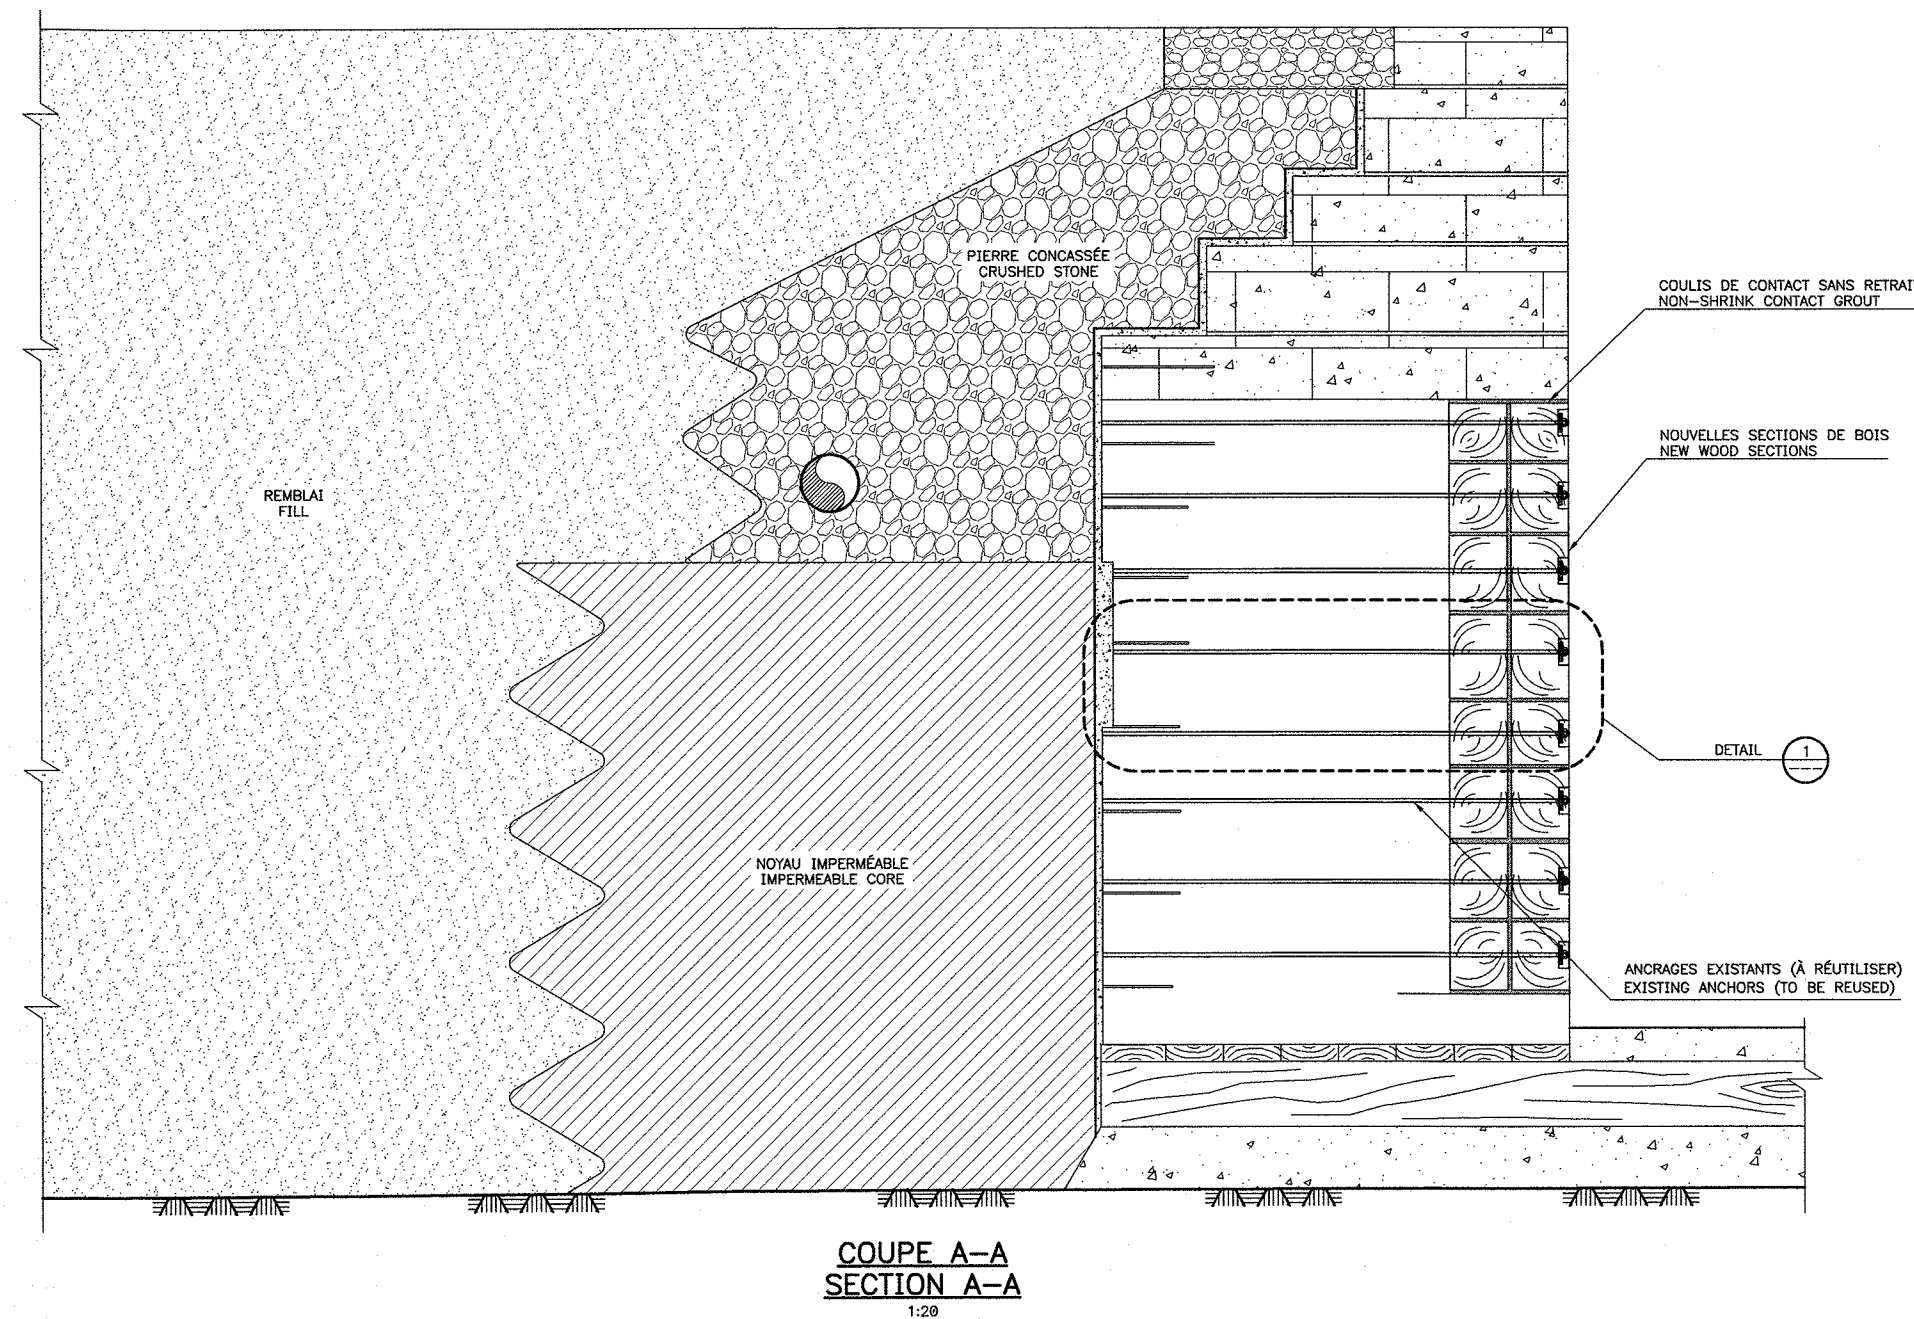 PIERRE CONCASSÉE
CRUSHED STONE
COULIS DE CONTACT SANS RETRAIT
NON-SHRINK CONTACT GROUT
NOUVELLES SECTIONS DE BOIS
NEW WOOD SECTIONS
REMBLAI
FILL
DETAIL 1
NOYAU IMPERMÉABLE
IMPERMEABLE CORE
ANCRAGES EXISTANTS (À RÉUTILISER)
EXISTING ANCHORS (TO BE REUSED)
COUPE A-A
SECTION A-A
1:20